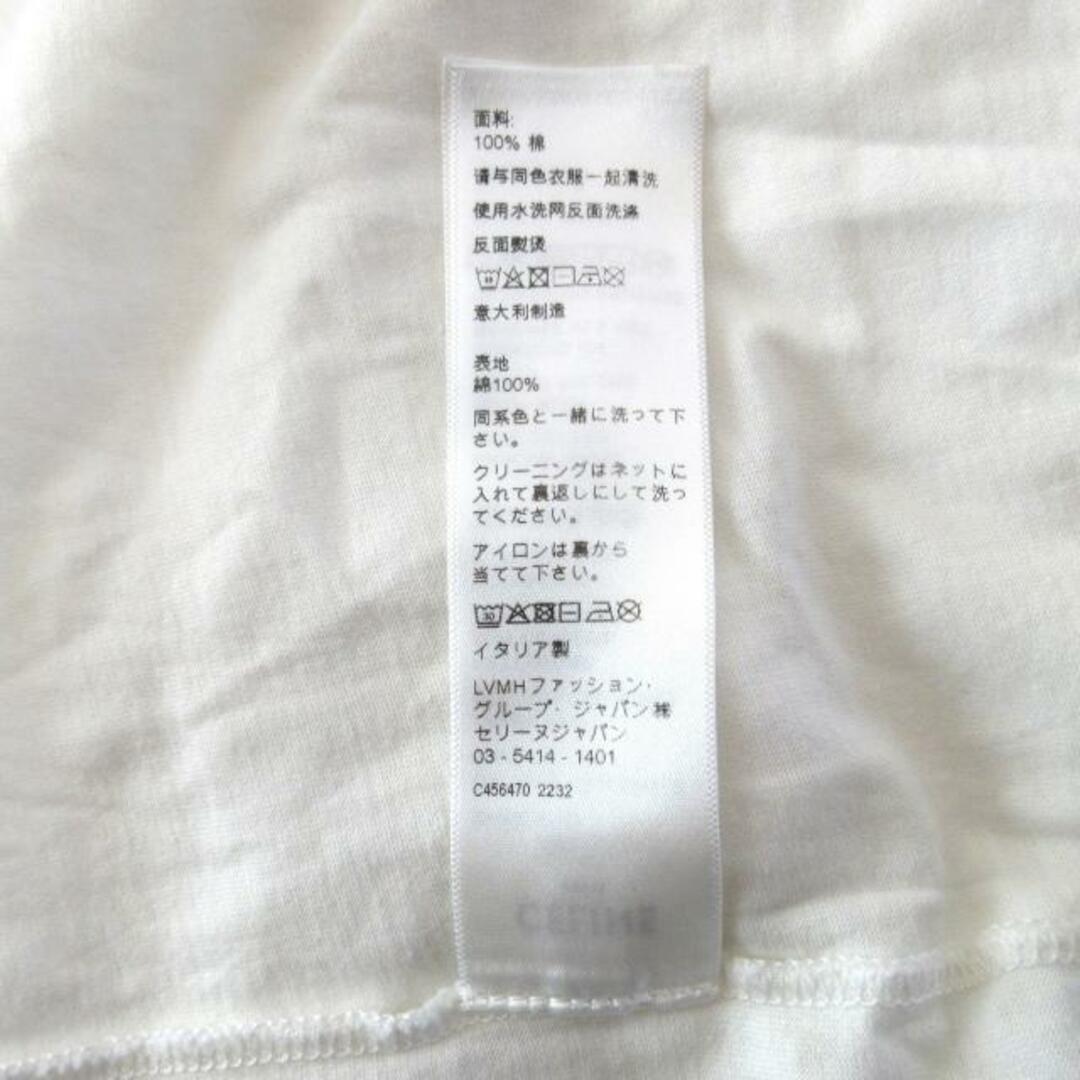 面料:
100% 棉
请与同色衣服一起清洗
使用水洗网反面洗涤
反面熨烫
意大利制造
表地
綿100%
同系色と一緒に洗って下
さい。
クリーニングはネットに
入れて裏返しにして洗っ
てください。
アイロンは裏から
当てて下さい。
30
イタリア製
LVMHファッション・
グループ・ジャパン㈱
セリーヌジャパン
03 - 5414 - 1401
C456470 2232
CELINE